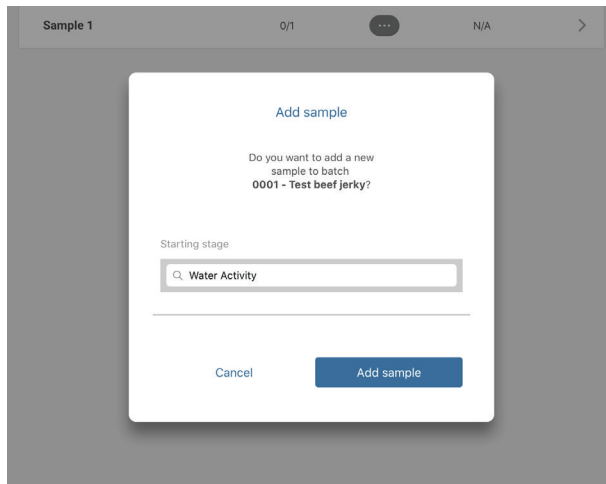 Sample 1 0/1 ... N/A
Add sample
Do you want to add a new
sample to batch
0001 - Test beef jerky?
Starting stage
Water Activity
Cancel Add sample